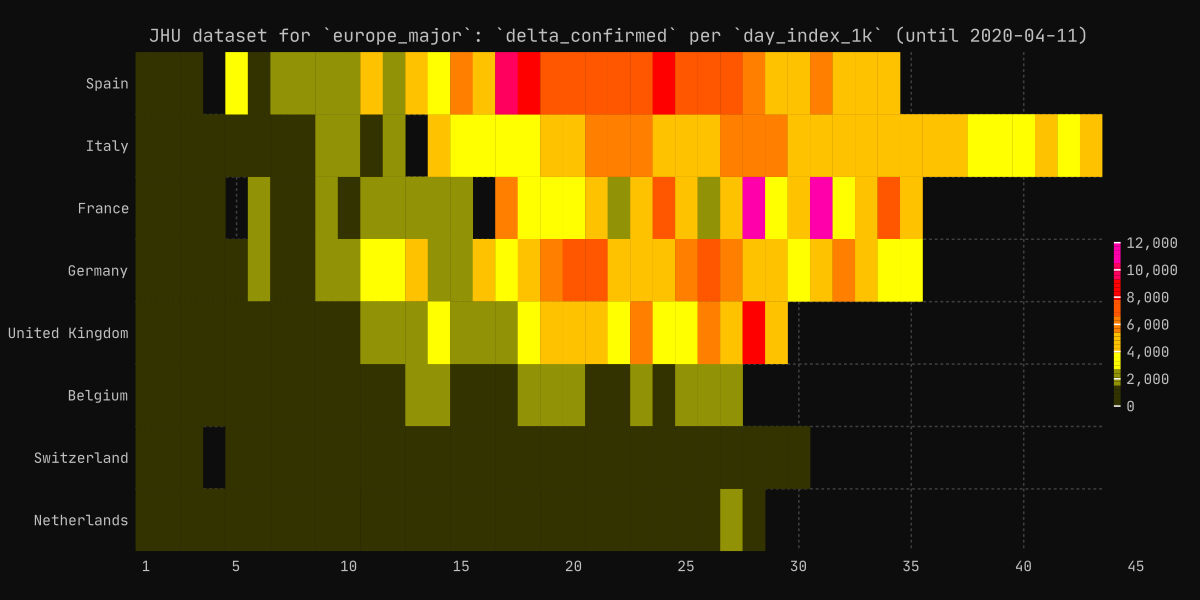 JHU dataset for `europe_major`: `delta_confirmed` per `day_index_1k` (until 2020-04-11)
Spain
Italy
France
Germany
United Kingdom
Belgium
Switzerland
Netherlands
12,000
10,000
8,000
6,000
4,000
2,000
0
1 5 10 15 20 25 30 35 40 45